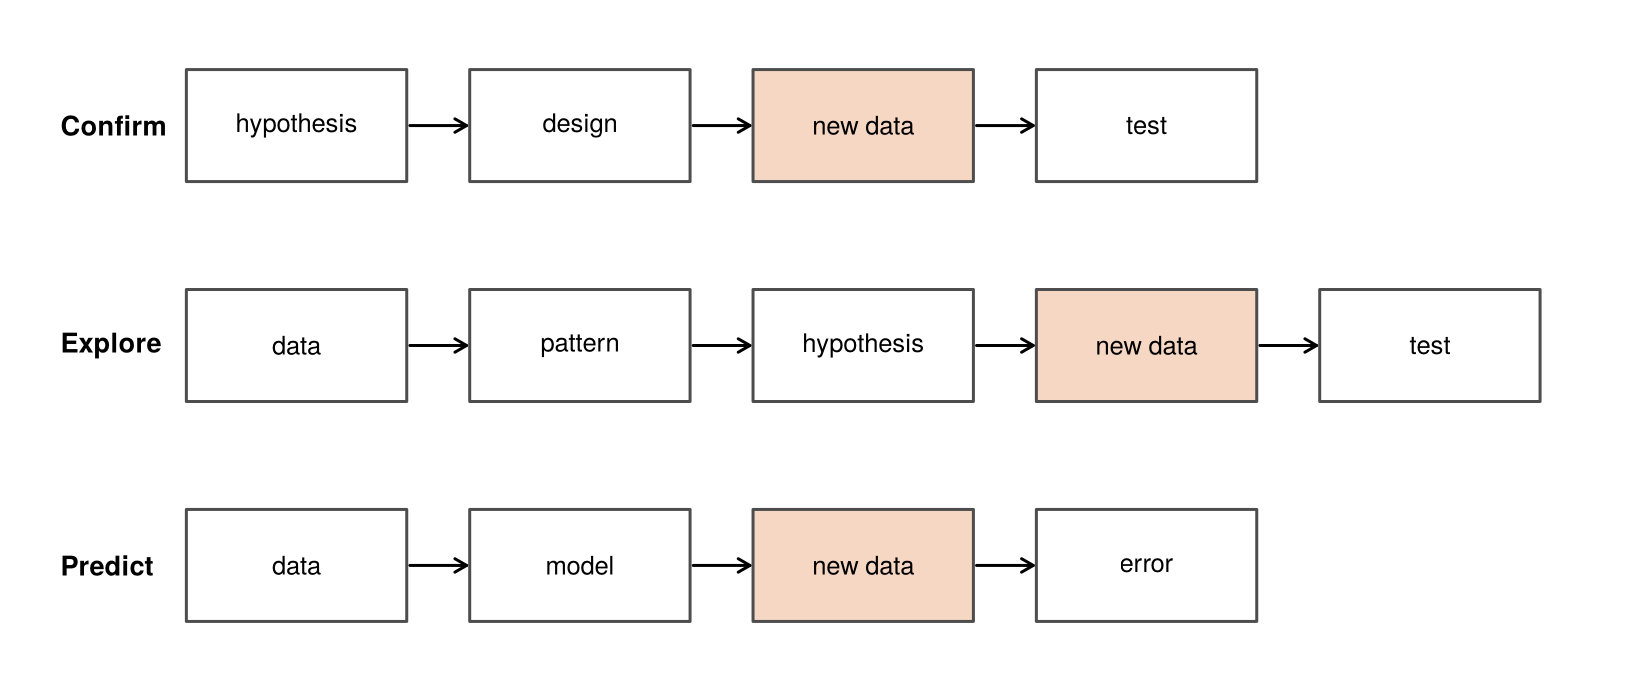 Confirm hypothesis design new data test
Explore data pattern hypothesis new data test
Predict data model new data error